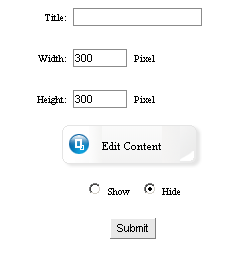 Title:
Width: 300 Pixel
Height: 300 Pixel
Edit Content
Show Hide
Submit